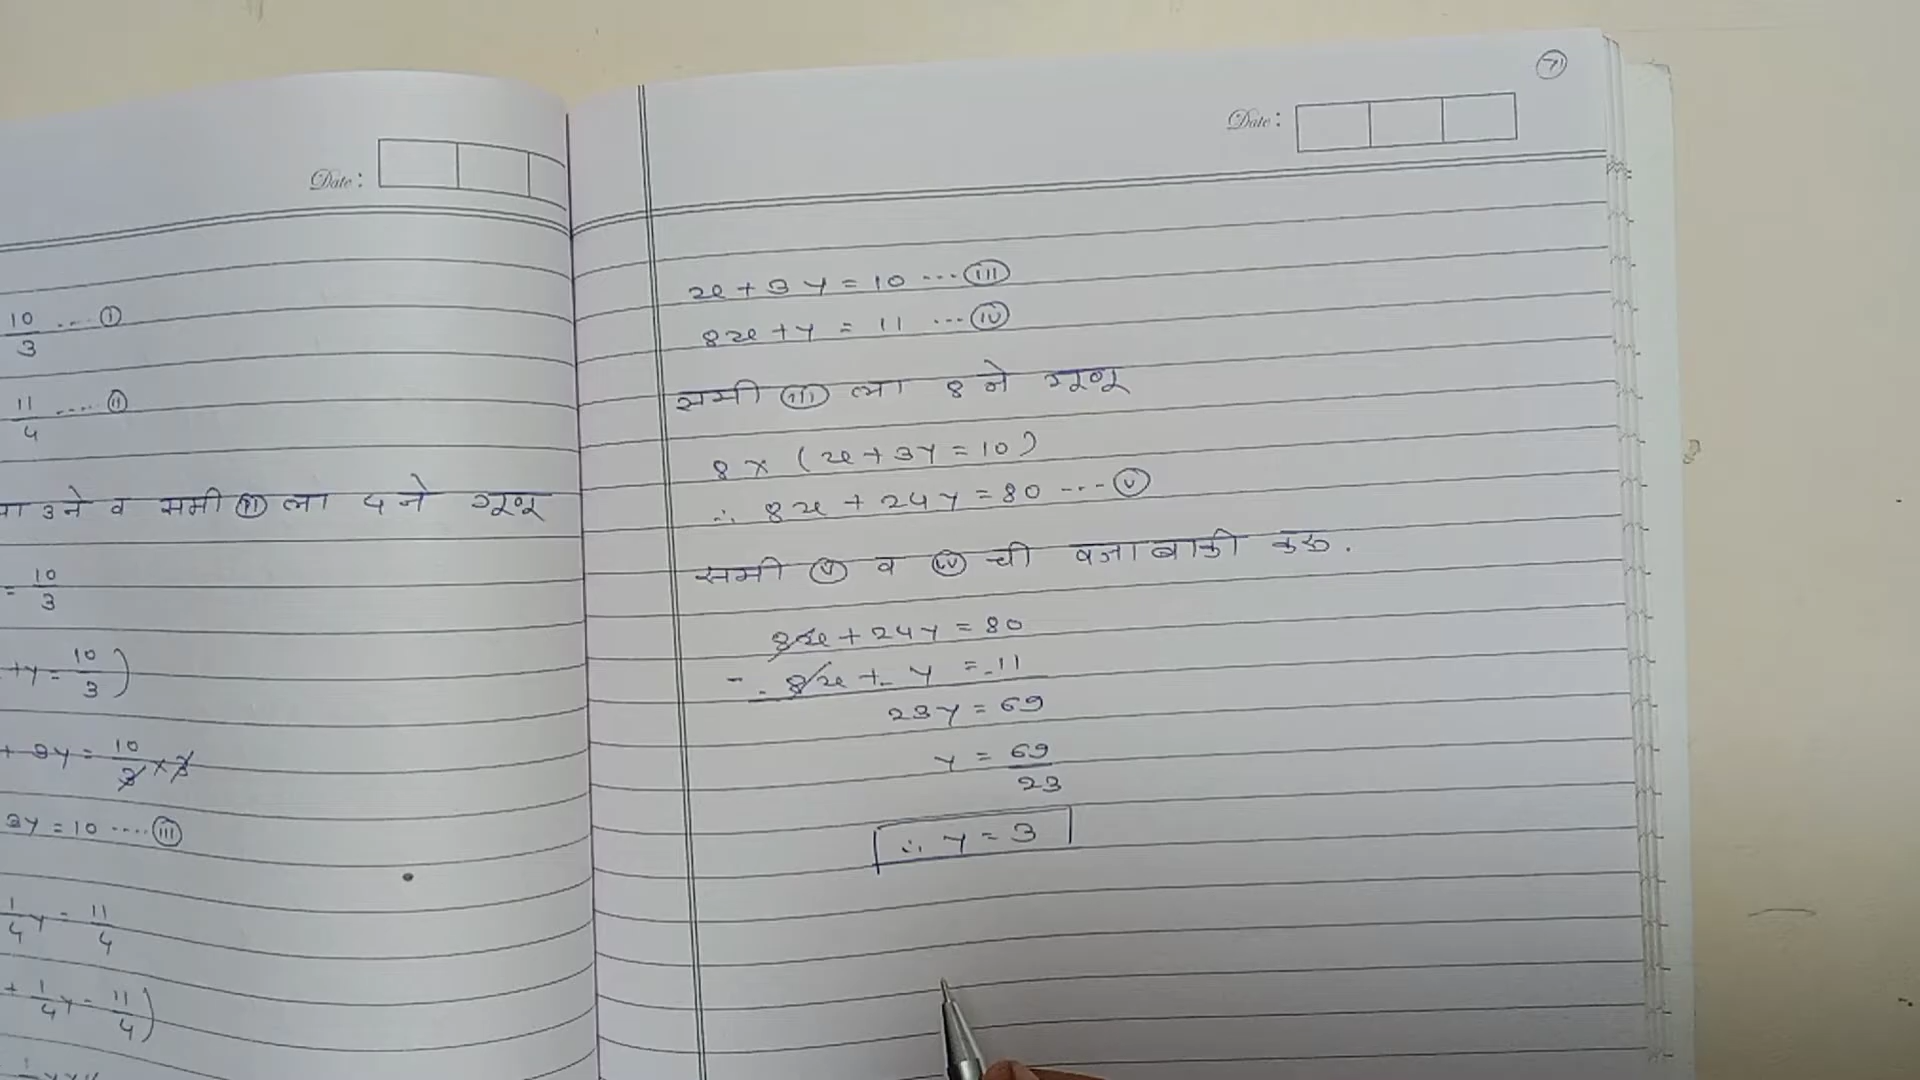 Date:
10/3 .... (I)
11/4 .... (II)
3 ने व समी (II) ला 4 ने गूणू
= 10/3
+y = 10/3)
+ 3y = 10/3 × 3
3y = 10 .... (III)
1/4 y = 11/4
+ 1/4 y = 11/4)
7
Date:
x + 3y = 10 ... (III)
8x + y = 11 ... (IV)
समी (III) ला 8 ने गूणू
8 × (x + 3y = 10)
∴ 8x + 24y = 80 ... (V)
समी (V) व (IV) ची वजाबाकी करू.
8x + 24y = 80
- 8x + y = 11
23y = 69
y = 69/23
∴ y = 3